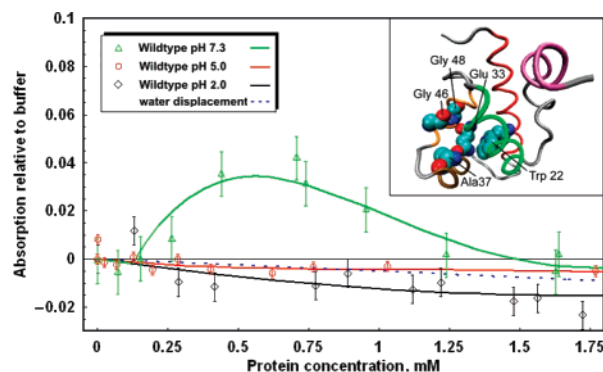 0.1
0.08
0.06
0.04
0.02
0
−0.01
−0.02
Absorption relative to buffer
Wildtype pH 7.3
Wildtype pH 5.0
Wildtype pH 2.0
water displacement
Gly 48
Glu 33
Gly 46
Ala37
Trp 22
0 0.25 0.5 0.75 1 1.25 1.5 1.75
Protein concentration, mM